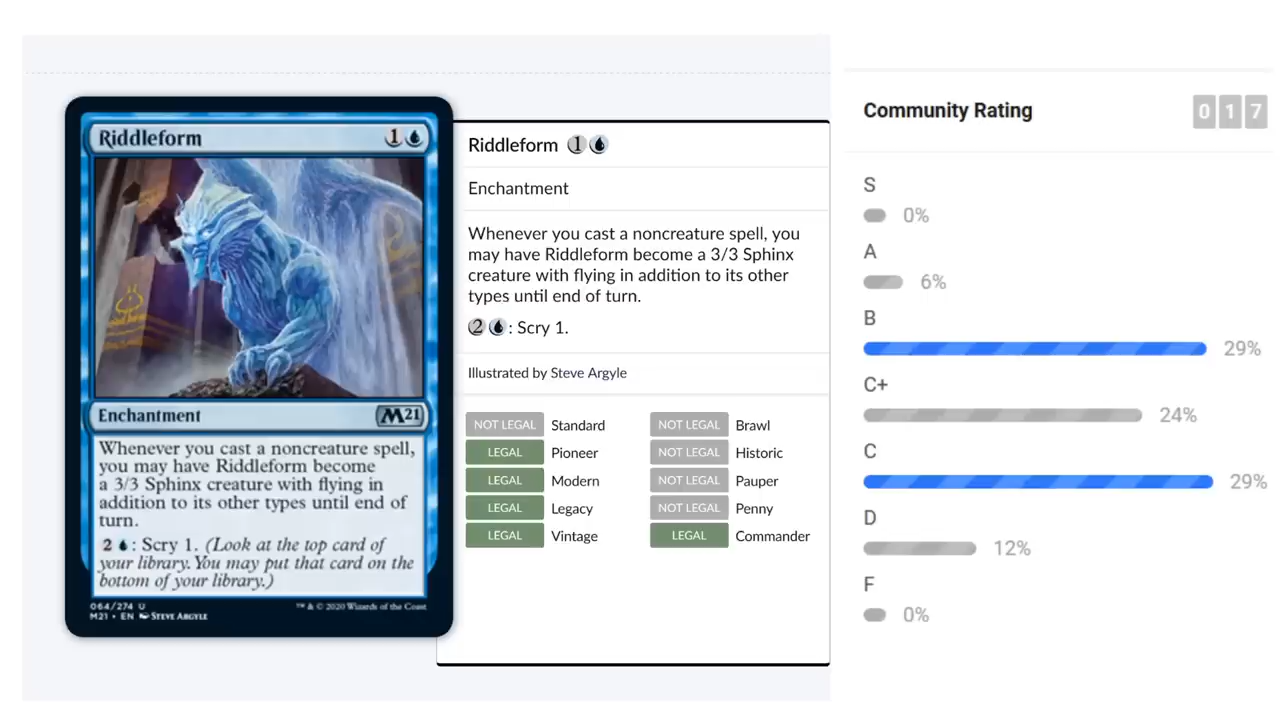 Riddleform 1
Enchantment
M21
Whenever you cast a noncreature spell,
you may have Riddleform become
a 3/3 Sphinx creature with flying in
addition to its other types until end of
turn.
2 : Scry 1. (Look at the top card of
your library. You may put that card on the
bottom of your library.)
064/274 U
M21 • EN STEVE ARGYLE
™ & © 2020 Wizards of the Coast
Riddleform 1
Enchantment
Whenever you cast a noncreature spell, you
may have Riddleform become a 3/3 Sphinx
creature with flying in addition to its other
types until end of turn.
2 : Scry 1.
Illustrated by Steve Argyle
NOT LEGAL Standard NOT LEGAL Brawl
LEGAL Pioneer NOT LEGAL Historic
LEGAL Modern NOT LEGAL Pauper
LEGAL Legacy NOT LEGAL Penny
LEGAL Vintage LEGAL Commander
Community Rating 0 1 7
S
0%
A
6%
B
29%
C+
24%
C
29%
D
12%
F
0%